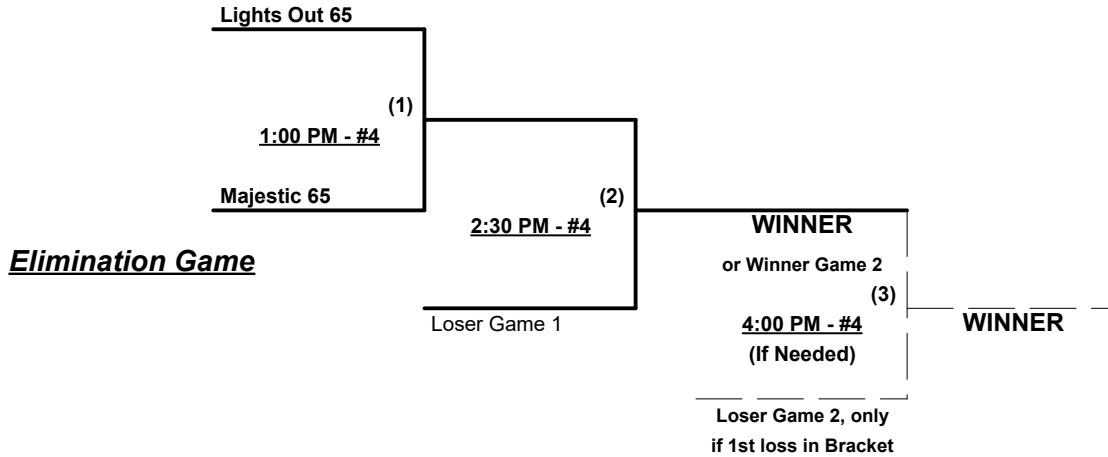 Lights Out 65
(1)
1:00 PM - #4
Majestic 65
(2)
2:30 PM - #4
WINNER
Elimination Game
or Winner Game 2
(3)
Loser Game 1
4:00 PM - #4
WINNER
(If Needed)
Loser Game 2, only
if 1st loss in Bracket